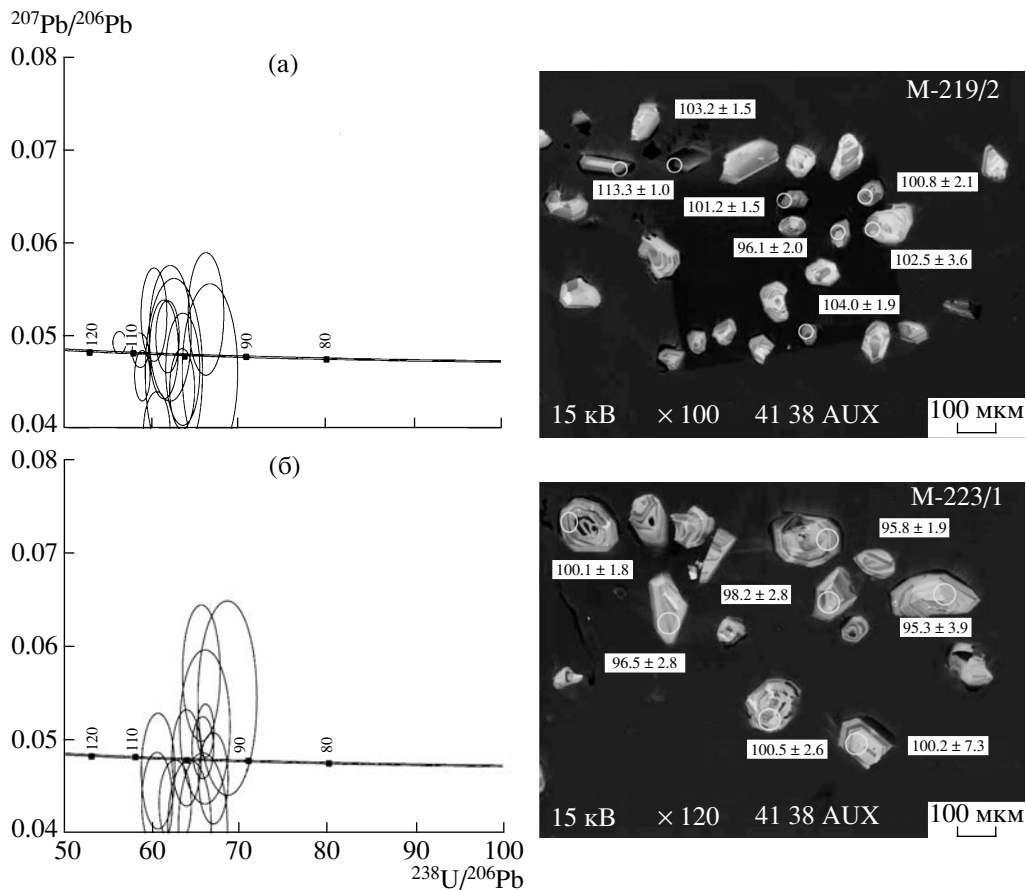 207Pb/206Pb
0.08
0.07
0.06
0.05
0.04
(а)
120
110
90
80
М-219/2
103.2 ± 1.5
113.3 ± 1.0
100.8 ± 2.1
101.2 ± 1.5
96.1 ± 2.0
102.5 ± 3.6
104.0 ± 1.9
15 кВ × 100 41 38 AUX
100 мкм
0.08
0.07
0.06
0.05
0.04
(б)
120
110
90
80
50 60 70 80 90 100
238U/206Pb
М-223/1
95.8 ± 1.9
100.1 ± 1.8
98.2 ± 2.8
95.3 ± 3.9
96.5 ± 2.8
100.5 ± 2.6
100.2 ± 7.3
15 кВ × 120 41 38 AUX
100 мкм